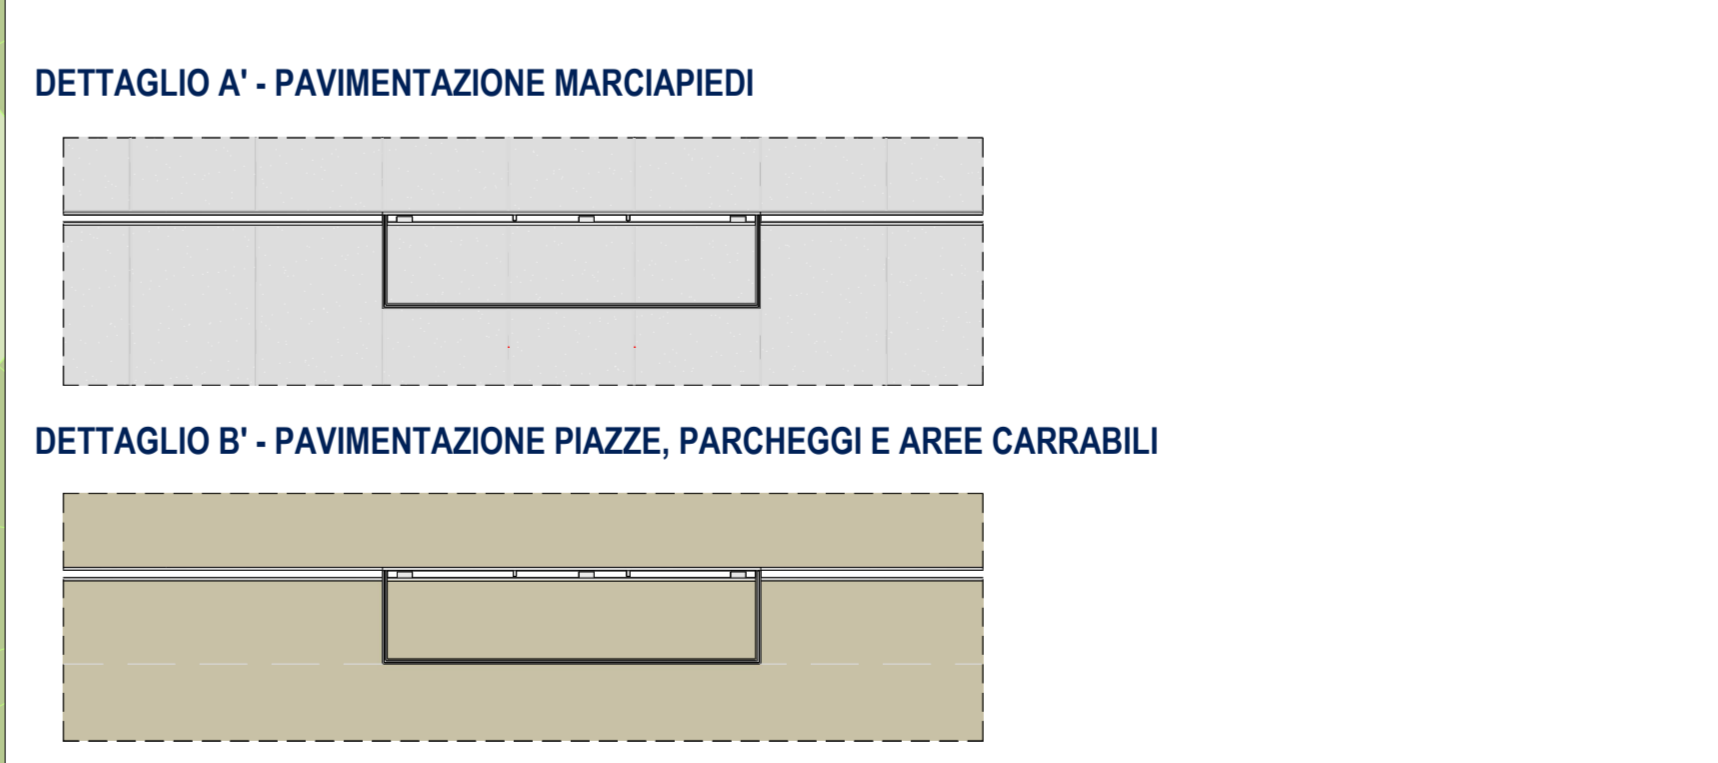 DETTAGLIO A' - PAVIMENTAZIONE MARCIAPIEDI
DETTAGLIO B' - PAVIMENTAZIONE PIAZZE, PARCHEGGI E AREE CARRABILI